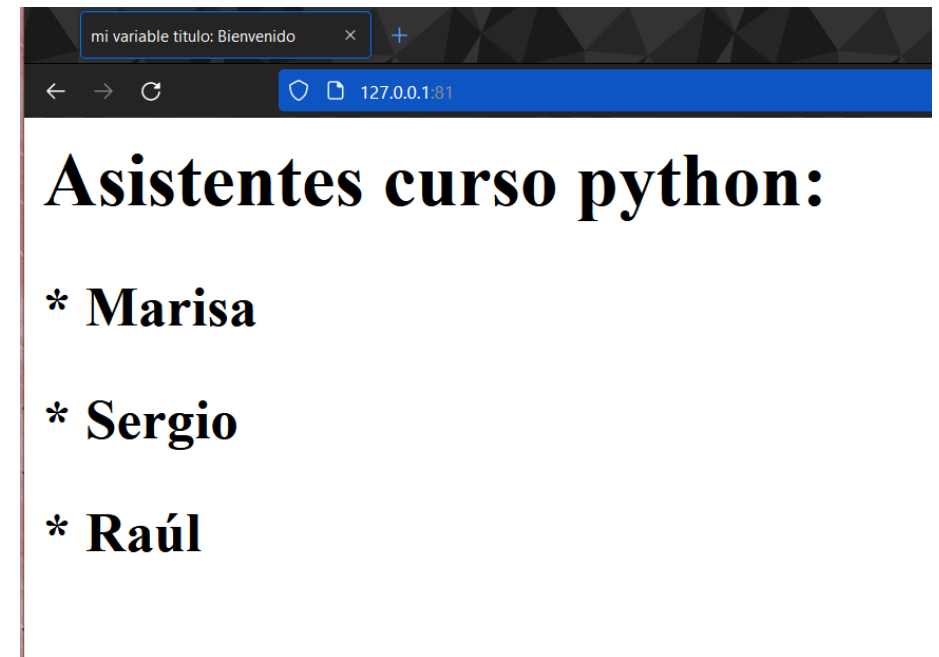 mi variable titulo: Bienvenido
127.0.0.1:81
Asistentes curso python:
* Marisa
* Sergio
* Raúl